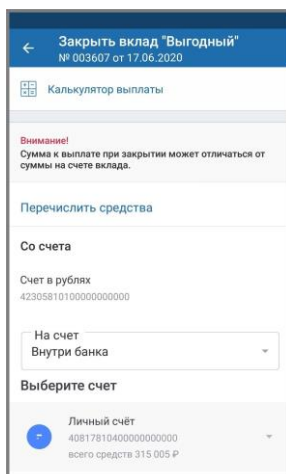 Закрыть вклад "Выгодный"
№ 003607 от 17.06.2020
Калькулятор выплаты
Внимание!
Сумма к выплате при закрытии может отличаться от
суммы на счете вклада.
Перечислить средства
Со счета
Счет в рублях
42305810100000000000
На счет
Внутри банка
Выберите счет
Личный счёт
40817810400000000000
всего средств 315 005 ₽